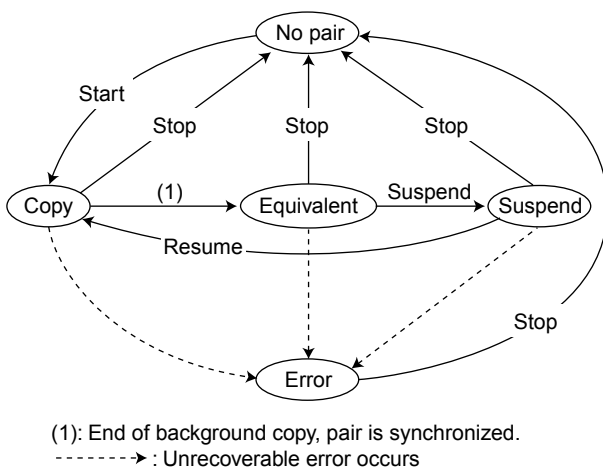 No pair
Start
Stop
Stop
Stop
(1)
Suspend
Copy
Equivalent
Suspend
Resume
Stop
Error
(1): End of background copy, pair is synchronized.
: Unrecoverable error occurs